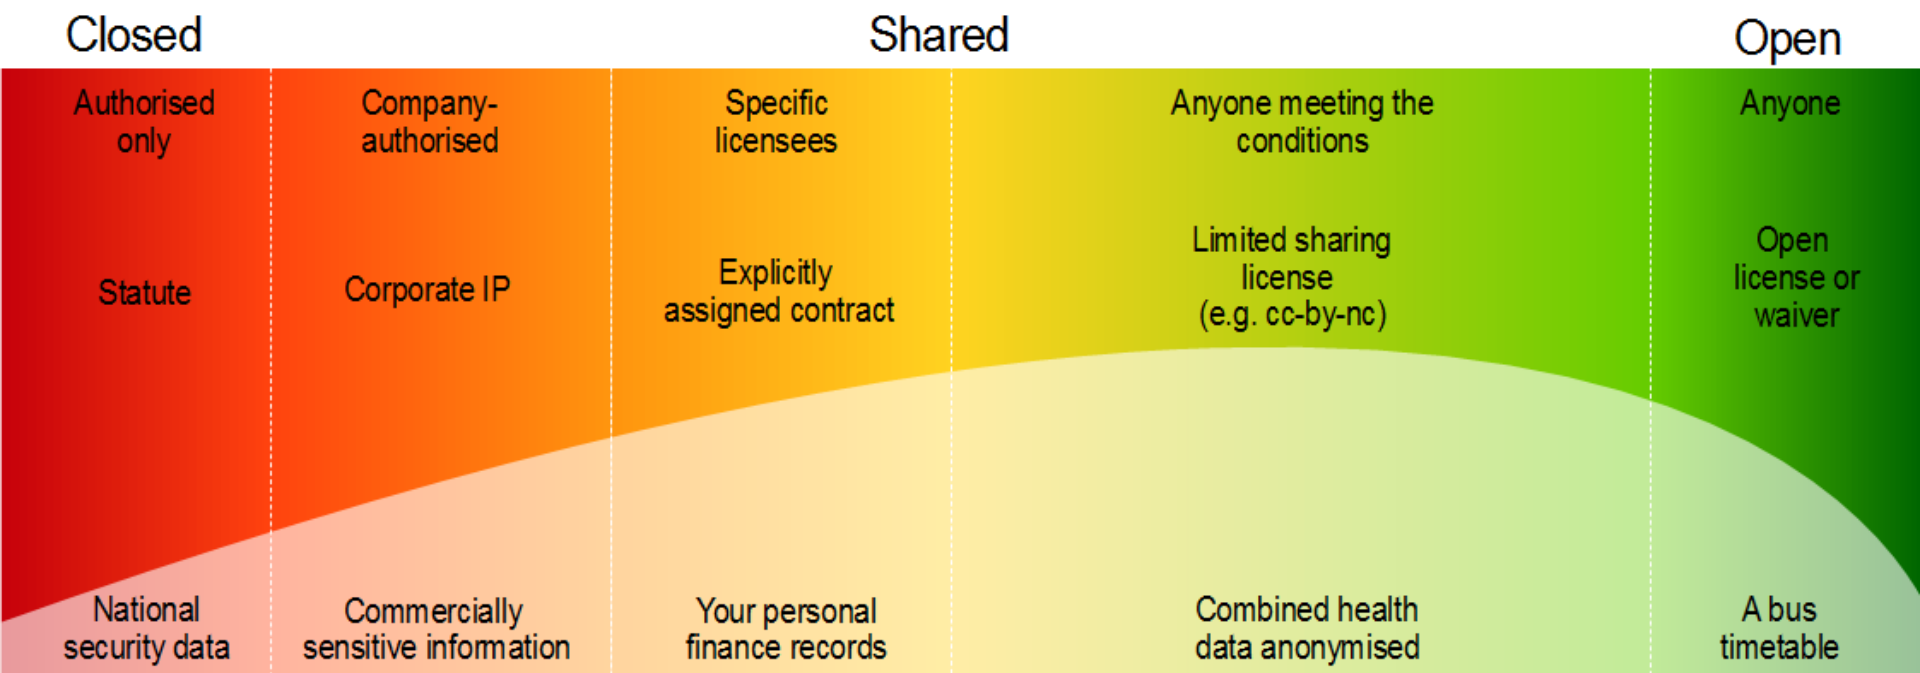 Closed
Shared
Open
Authorised
only
Company-
authorised
Specific
licensees
Anyone meeting the
conditions
Anyone
Statute
Corporate IP
Explicitly
assigned contract
Limited sharing
license
(e.g. cc-by-nc)
Open
license or
waiver
National
security data
Commercially
sensitive information
Your personal
finance records
Combined health
data anonymised
A bus
timetable